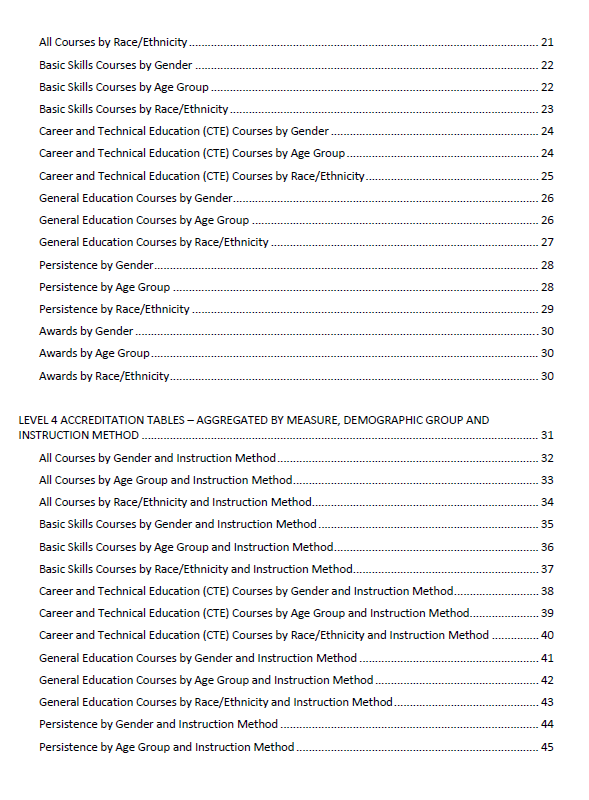 All Courses by Race/Ethnicity ........ 21
Basic Skills Courses by Gender ........ 22
Basic Skills Courses by Age Group ........ 22
Basic Skills Courses by Race/Ethnicity ........ 23
Career and Technical Education (CTE) Courses by Gender ........ 24
Career and Technical Education (CTE) Courses by Age Group ........ 24
Career and Technical Education (CTE) Courses by Race/Ethnicity ........ 25
General Education Courses by Gender ........ 26
General Education Courses by Age Group ........ 26
General Education Courses by Race/Ethnicity ........ 27
Persistence by Gender ........ 28
Persistence by Age Group ........ 28
Persistence by Race/Ethnicity ........ 29
Awards by Gender ........ 30
Awards by Age Group ........ 30
Awards by Race/Ethnicity ........ 30
LEVEL 4 ACCREDITATION TABLES – AGGREGATED BY MEASURE, DEMOGRAPHIC GROUP AND
INSTRUCTION METHOD ........ 31
All Courses by Gender and Instruction Method ........ 32
All Courses by Age Group and Instruction Method ........ 33
All Courses by Race/Ethnicity and Instruction Method ........ 34
Basic Skills Courses by Gender and Instruction Method ........ 35
Basic Skills Courses by Age Group and Instruction Method ........ 36
Basic Skills Courses by Race/Ethnicity and Instruction Method ........ 37
Career and Technical Education (CTE) Courses by Gender and Instruction Method ........ 38
Career and Technical Education (CTE) Courses by Age Group and Instruction Method ........ 39
Career and Technical Education (CTE) Courses by Race/Ethnicity and Instruction Method ........ 40
General Education Courses by Gender and Instruction Method ........ 41
General Education Courses by Age Group and Instruction Method ........ 42
General Education Courses by Race/Ethnicity and Instruction Method ........ 43
Persistence by Gender and Instruction Method ........ 44
Persistence by Age Group and Instruction Method ........ 45